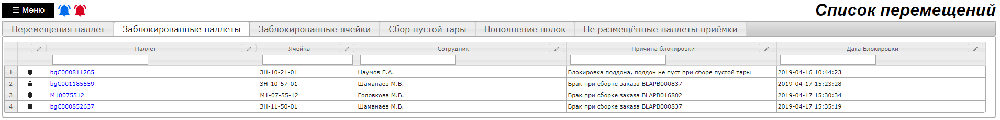 ☰ Меню
Список перемещений
Перемещения паллет Заблокированные паллеты Заблокированные ячейки Сбор пустой тары Пополнение полок Не размещённые паллеты приёмки
Паллет Ячейка Сотрудник Причина блокировки Дата Блокировки
1 bgC000811265 ЗН-10-21-01 Наумов Е.А. Блокировка поддона, поддон не пуст при сборе пустой тары 2019-04-16 10:44:23
2 bgC001185559 ЗН-10-57-01 Шаманаев М.В. Брак при сборке заказа BLAPB000837 2019-04-17 15:23:28
3 M10075512 М1-07-55-12 Головкова М.В. Брак при сборке заказа BLAPB016802 2019-04-17 15:30:34
4 bgC000852637 ЗН-11-50-01 Шаманаев М.В. Брак при сборке заказа BLAPB000837 2019-04-17 15:35:19